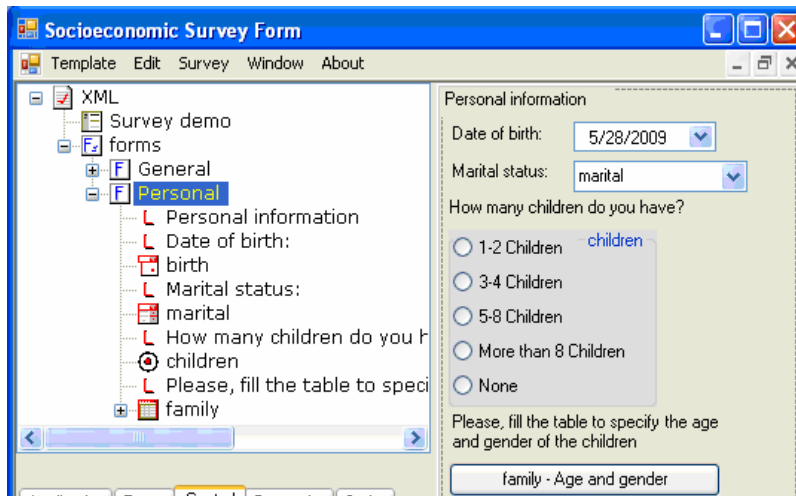 Socioeconomic Survey Form
Template Edit Survey Window About
XML
Survey demo
forms
General
Personal
Personal information
Date of birth:
birth
Marital status:
marital
How many children do you h
children
Please, fill the table to speci
family
Personal information
Date of birth: 5/28/2009
Marital status: marital
How many children do you have?
children
1-2 Children
3-4 Children
5-8 Children
More than 8 Children
None
Please, fill the table to specify the age
and gender of the children
family - Age and gender